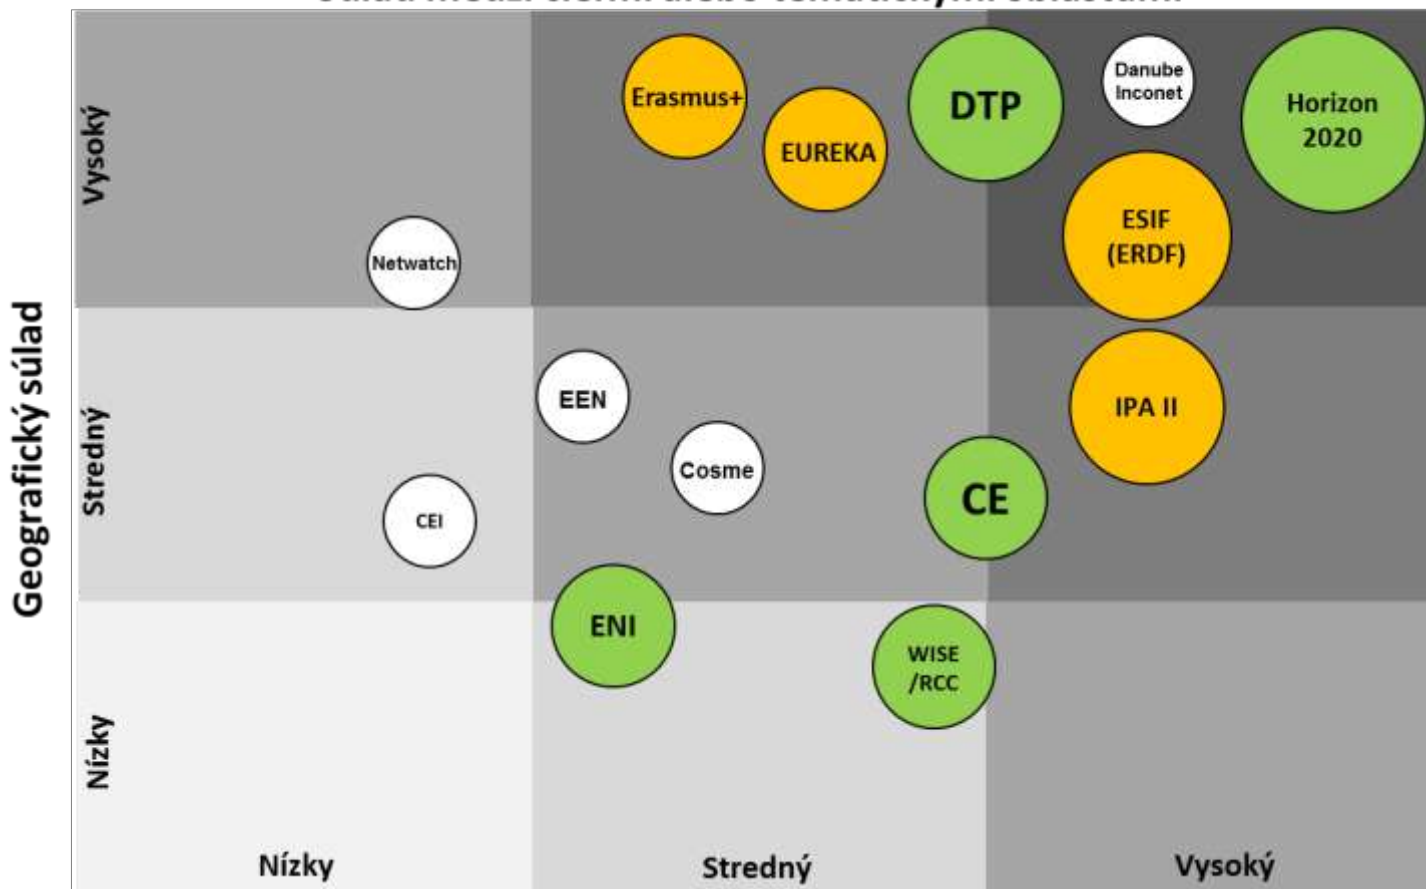 Vysoký
Erasmus+
EUREKA
DTP
Danube
Inconet
Horizon
2020
ESIF
(ERDF)
Netwatch
Geografický súlad
Stredný
EEN
Cosme
IPA II
CE
CEI
ENI
WISE
/RCC
Nízky
Nízky
Stredný
Vysoký